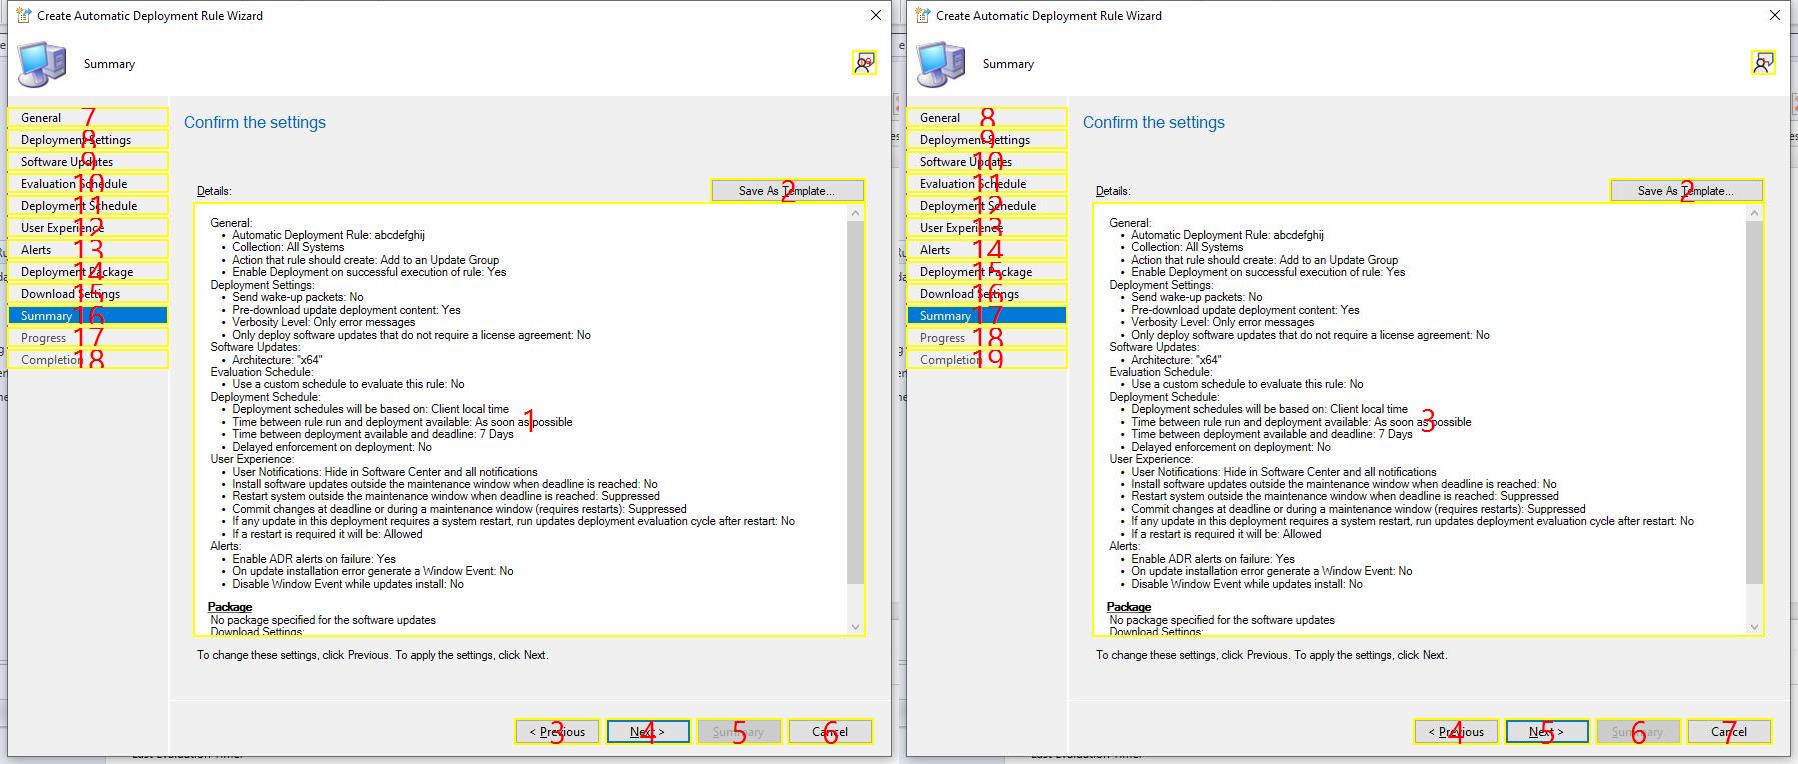 Create Automatic Deployment Rule Wizard
Summary
General 7
Deployment Settings 8
Software Updates 9
Evaluation Schedule 10
Deployment Schedule 11
User Experience 12
Alerts 13
Deployment Package 14
Download Settings 15
Summary 16
Progress 17
Completion 18
Confirm the settings
Details:
Save As Template... 2
General:
• Automatic Deployment Rule: abcdefghij
• Collection: All Systems
• Action that rule should create: Add to an Update Group
• Enable Deployment on successful execution of rule: Yes
Deployment Settings:
• Send wake-up packets: No
• Pre-download update deployment content: Yes
• Verbosity Level: Only error messages
• Only deploy software updates that do not require a license agreement: No
Software Updates:
• Architecture: "x64"
Evaluation Schedule:
• Use a custom schedule to evaluate this rule: No
Deployment Schedule:
• Deployment schedules will be based on: Client local time
• Time between rule run and deployment available: As soon as possible
1
• Time between deployment available and deadline: 7 Days
• Delayed enforcement on deployment: No
User Experience:
• User Notifications: Hide in Software Center and all notifications
• Install software updates outside the maintenance window when deadline is reached: No
• Restart system outside the maintenance window when deadline is reached: Suppressed
• Commit changes at deadline or during a maintenance window (requires restarts): Suppressed
• If any update in this deployment requires a system restart, run updates deployment evaluation cycle after restart: No
• If a restart is required it will be: Allowed
Alerts:
• Enable ADR alerts on failure: Yes
• On update installation error generate a Window Event: No
• Disable Window Event while updates install: No
Package
No package specified for the software updates
Download Settings:
To change these settings, click Previous. To apply the settings, click Next.
< Previous 3
Next > 4
Summary 5
Cancel 6
Last Evaluation Time:
Create Automatic Deployment Rule Wizard
Summary
General 8
Deployment Settings 9
Software Updates 10
Evaluation Schedule 11
Deployment Schedule 12
User Experience 13
Alerts 14
Deployment Package 15
Download Settings 16
Summary 17
Progress 18
Completion 19
Confirm the settings
Details:
Save As Template... 2
General:
• Automatic Deployment Rule: abcdefghij
• Collection: All Systems
• Action that rule should create: Add to an Update Group
• Enable Deployment on successful execution of rule: Yes
Deployment Settings:
• Send wake-up packets: No
• Pre-download update deployment content: Yes
• Verbosity Level: Only error messages
• Only deploy software updates that do not require a license agreement: No
Software Updates:
• Architecture: "x64"
Evaluation Schedule:
• Use a custom schedule to evaluate this rule: No
Deployment Schedule:
• Deployment schedules will be based on: Client local time
• Time between rule run and deployment available: As soon as possible
3
• Time between deployment available and deadline: 7 Days
• Delayed enforcement on deployment: No
User Experience:
• User Notifications: Hide in Software Center and all notifications
• Install software updates outside the maintenance window when deadline is reached: No
• Restart system outside the maintenance window when deadline is reached: Suppressed
• Commit changes at deadline or during a maintenance window (requires restarts): Suppressed
• If any update in this deployment requires a system restart, run updates deployment evaluation cycle after restart: No
• If a restart is required it will be: Allowed
Alerts:
• Enable ADR alerts on failure: Yes
• On update installation error generate a Window Event: No
• Disable Window Event while updates install: No
Package
No package specified for the software updates
Download Settings:
To change these settings, click Previous. To apply the settings, click Next.
< Previous 4
Next > 5
Summary 6
Cancel 7
Last Evaluation Time: